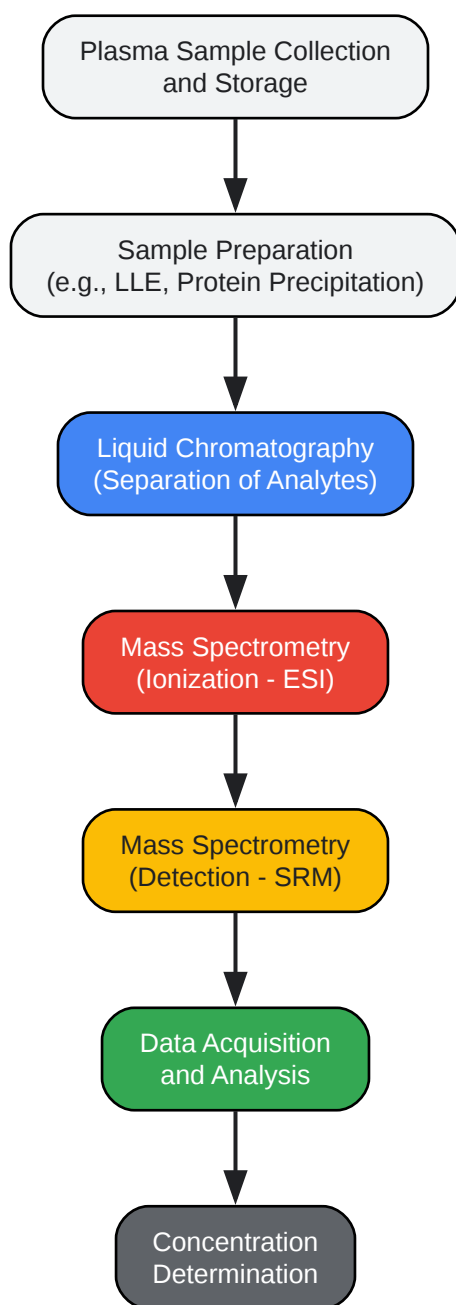 Plasma Sample Collection
and Storage
Sample Preparation
(e.g., LLE, Protein Precipitation)
Liquid Chromatography
(Separation of Analytes)
Mass Spectrometry
(Ionization - ESI)
Mass Spectrometry
(Detection - SRM)
Data Acquisition
and Analysis
Concentration
Determination